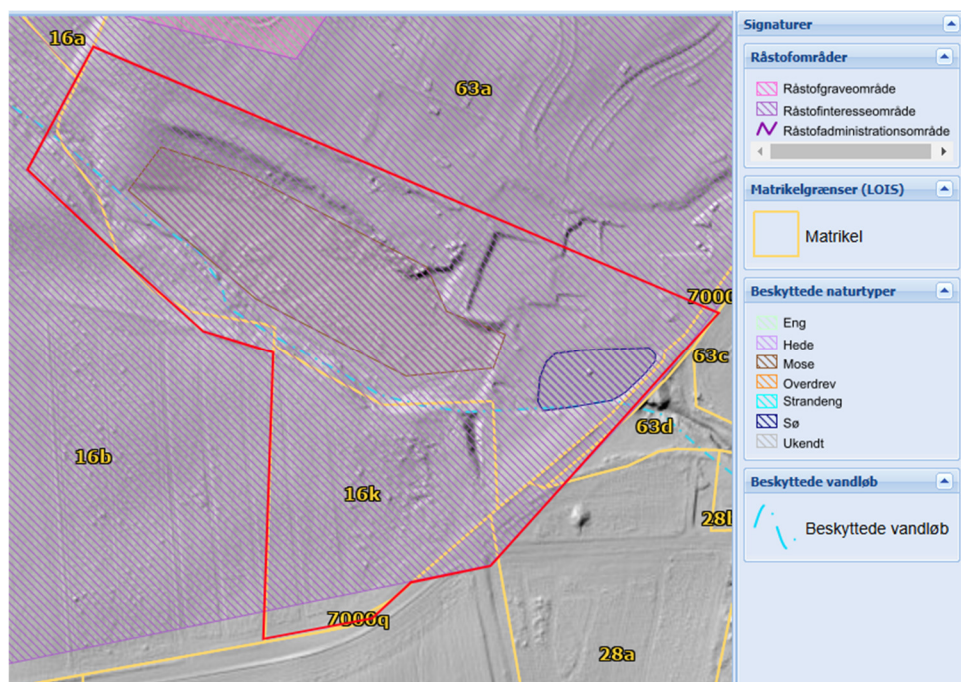 16a
63a
7000
63c
63d
16b
16k
28a
7000q
Signaturer
Råstofområder
Råstofgraveområde
Råstofinteresseområde
Råstofadministrationsområde
Matrikelgrænser (LOIS)
Matrikel
Beskyttede naturtyper
Eng
Hede
Mose
Overdrev
Strandeng
Sø
Ukendt
Beskyttede vandløb
Beskyttede vandløb